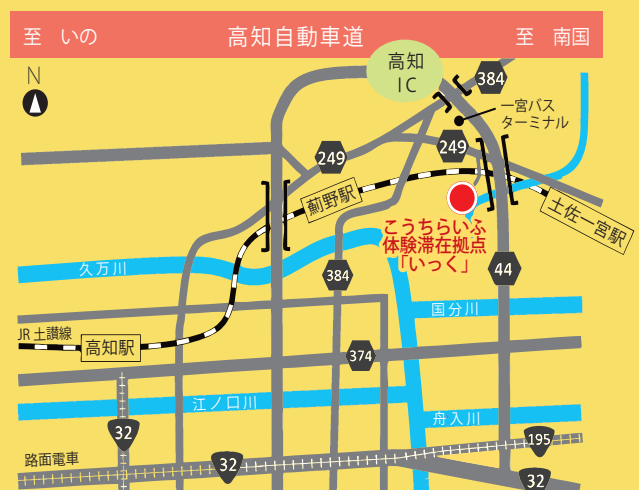 至 いの 高知自動車道 至 南国
N
高知
IC
384
一宮バス
ターミナル
249
249
薊野駅
土佐一宮駅
こうちらいふ
体験滞在拠点
「いっく」
久万川
384
44
国分川
JR 土讃線
高知駅
374
江ノ口川
舟入川
32
195
路面電車
32
32